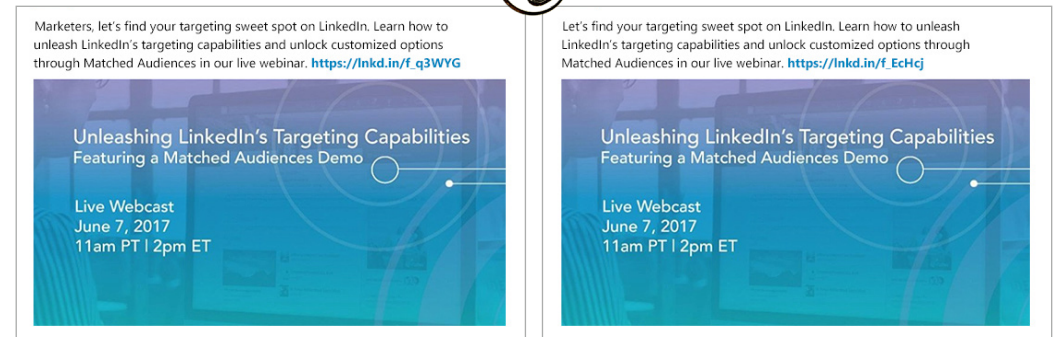 Marketers, let's find your targeting sweet spot on LinkedIn. Learn how to
unleash LinkedIn's targeting capabilities and unlock customized options
through Matched Audiences in our live webinar. https://lnkd.in/f_q3WYG
Unleashing LinkedIn's Targeting Capabilities
Featuring a Matched Audiences Demo
Live Webcast
June 7, 2017
11am PT | 2pm ET
Let's find your targeting sweet spot on LinkedIn. Learn how to unleash
LinkedIn's targeting capabilities and unlock customized options through
Matched Audiences in our live webinar. https://lnkd.in/f_EcHcj
Unleashing LinkedIn's Targeting Capabilities
Featuring a Matched Audiences Demo
Live Webcast
June 7, 2017
11am PT | 2pm ET